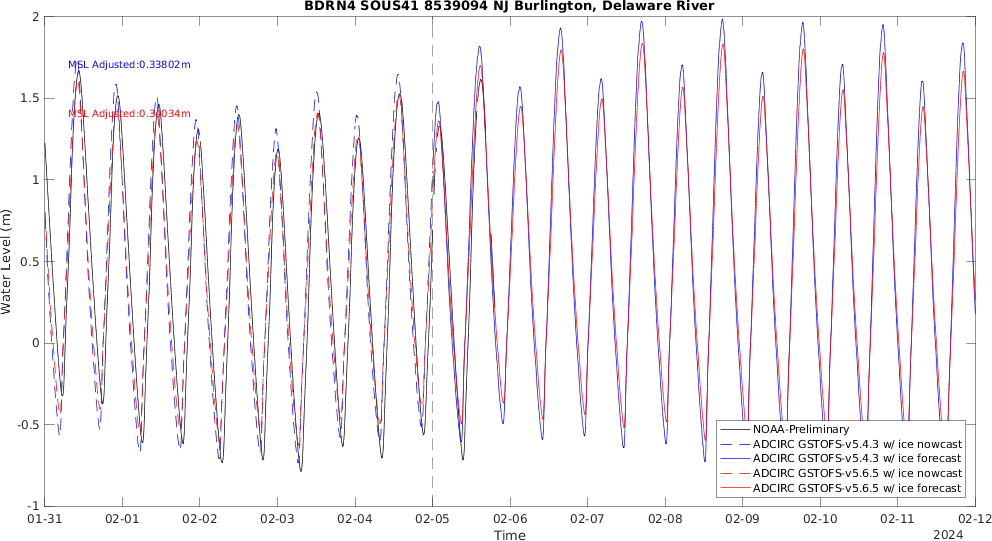 BDRN4 SOUS41 8539094 NJ Burlington, Delaware River
2
1.5
1
0.5
0
-0.5
-1
Water Level (m)
MSL Adjusted:0.33802m
MSL Adjusted:0.34034m
NOAA-Preliminary
ADCIRC GSTOFS-v5.4.3 w/ ice nowcast
ADCIRC GSTOFS-v5.4.3 w/ ice forecast
ADCIRC GSTOFS-v5.6.5 w/ ice nowcast
ADCIRC GSTOFS-v5.6.5 w/ ice forecast
01-31 02-01 02-02 02-03 02-04 02-05 02-06 02-07 02-08 02-09 02-10 02-11 02-12
Time
2024